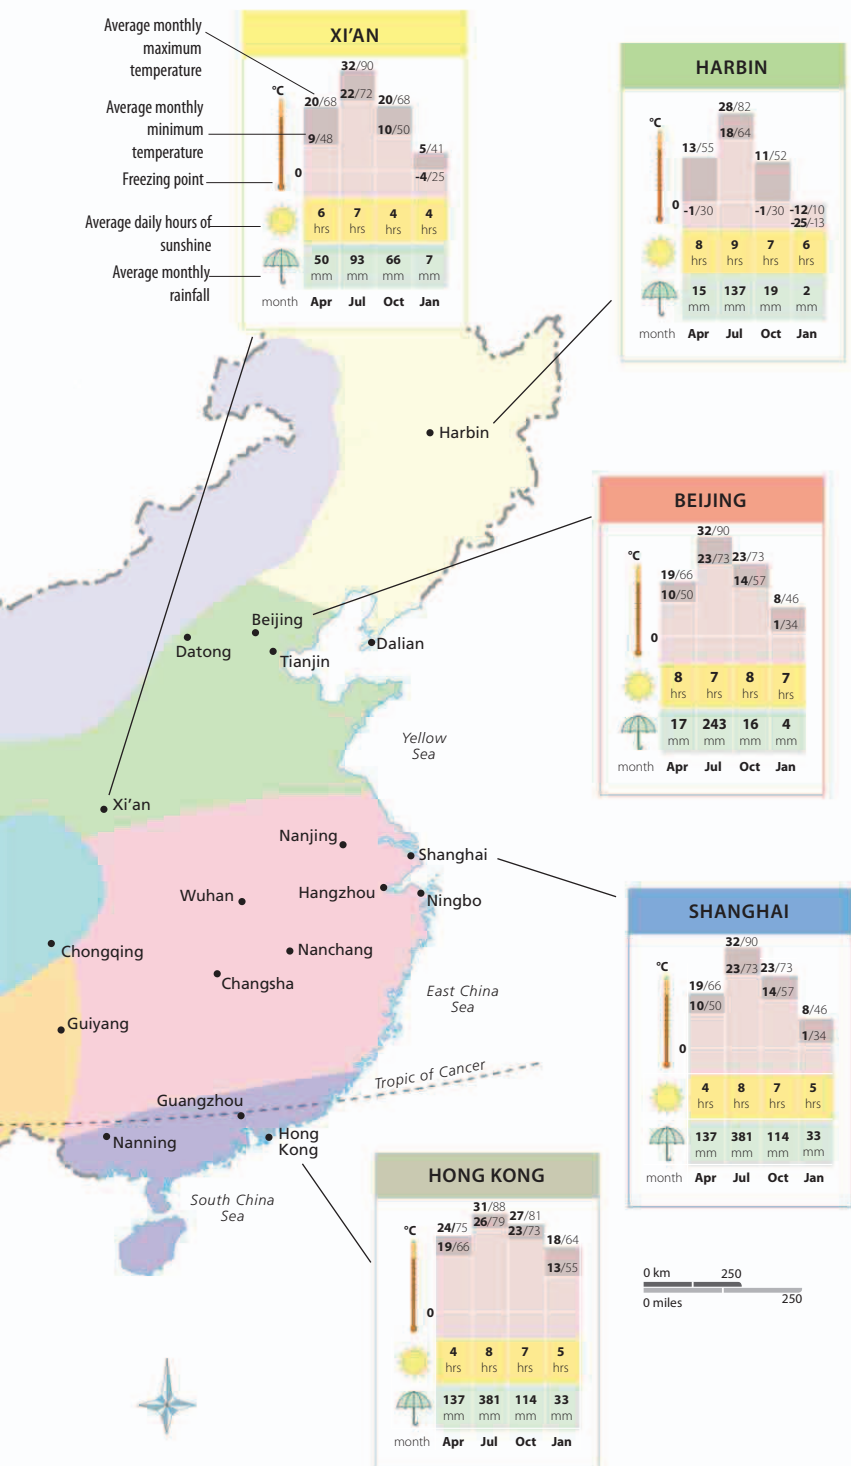 Average monthly
maximum
temperature
Average monthly
minimum
temperature
Freezing point
Average daily hours of
sunshine
Average monthly
rainfall
XI’AN
°C
32/90
22/72
20/68
9/48
20/68
10/50
5/41
-4/25
0
6 7 4 4
hrs hrs hrs hrs
50 93 66 7
mm mm mm mm
month Apr Jul Oct Jan
HARBIN
°C
28/82
18/64
13/55
11/52
0
-1/30
-1/30
-12/10
-25/-13
8 9 7 6
hrs hrs hrs hrs
15 137 19 2
mm mm mm mm
month Apr Jul Oct Jan
Harbin
BEIJING
°C
32/90
23/73 23/73
19/66
10/50
14/57
8/46
1/34
0
8 7 8 7
hrs hrs hrs hrs
17 243 16 4
mm mm mm mm
month Apr Jul Oct Jan
Beijing
Datong
Tianjin
Dalian
Yellow
Sea
Xi’an
Nanjing
Shanghai
Wuhan
Hangzhou
Ningbo
Chongqing
Nanchang
Changsha
Guiyang
East China
Sea
Tropic of Cancer
Guangzhou
Nanning
Hong
Kong
South China
Sea
SHANGHAI
°C
32/90
23/73 23/73
19/66
10/50
14/57
8/46
1/34
0
4 8 7 5
hrs hrs hrs hrs
137 381 114 33
mm mm mm mm
month Apr Jul Oct Jan
HONG KONG
°C
31/88
26/79
27/81
23/73
24/75
19/66
18/64
13/55
0
4 8 7 5
hrs hrs hrs hrs
137 381 114 33
mm mm mm mm
month Apr Jul Oct Jan
0 km 250
0 miles 250